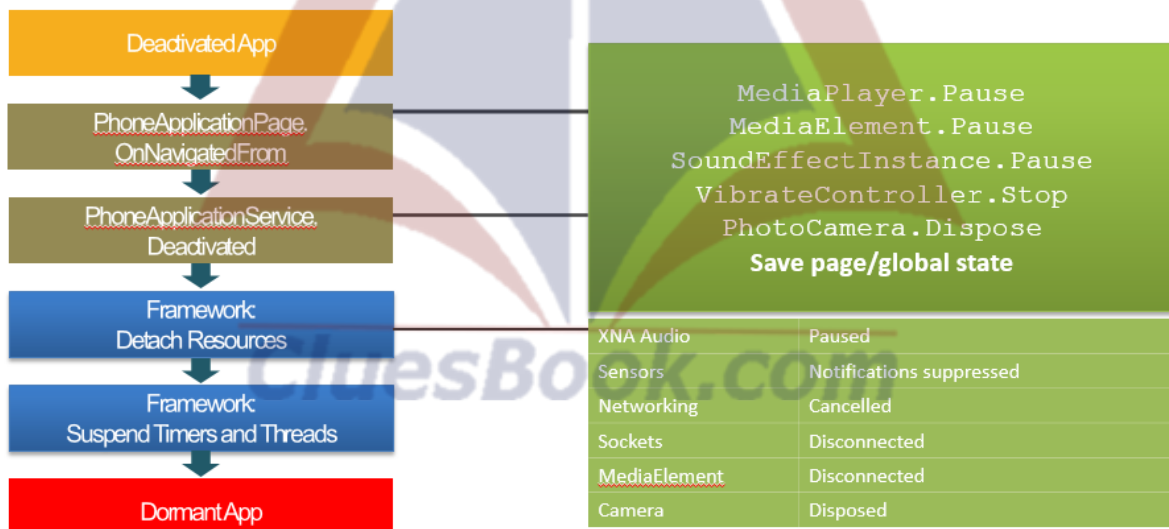 Deactivated App
PhoneApplicationPage.
OnNavigatedFrom
PhoneApplicationService.
Deactivated
Framework:
Detach Resources
Framework:
Suspend Timers and Threads
Dormant App
MediaPlayer.Pause
MediaElement.Pause
SoundEffectInstance.Pause
VibrateController.Stop
PhotoCamera.Dispose
Save page/global state
XNA Audio Paused
Sensors Notifications suppressed
Networking Cancelled
Sockets Disconnected
MediaElement Disconnected
Camera Disposed
CluesBook.com